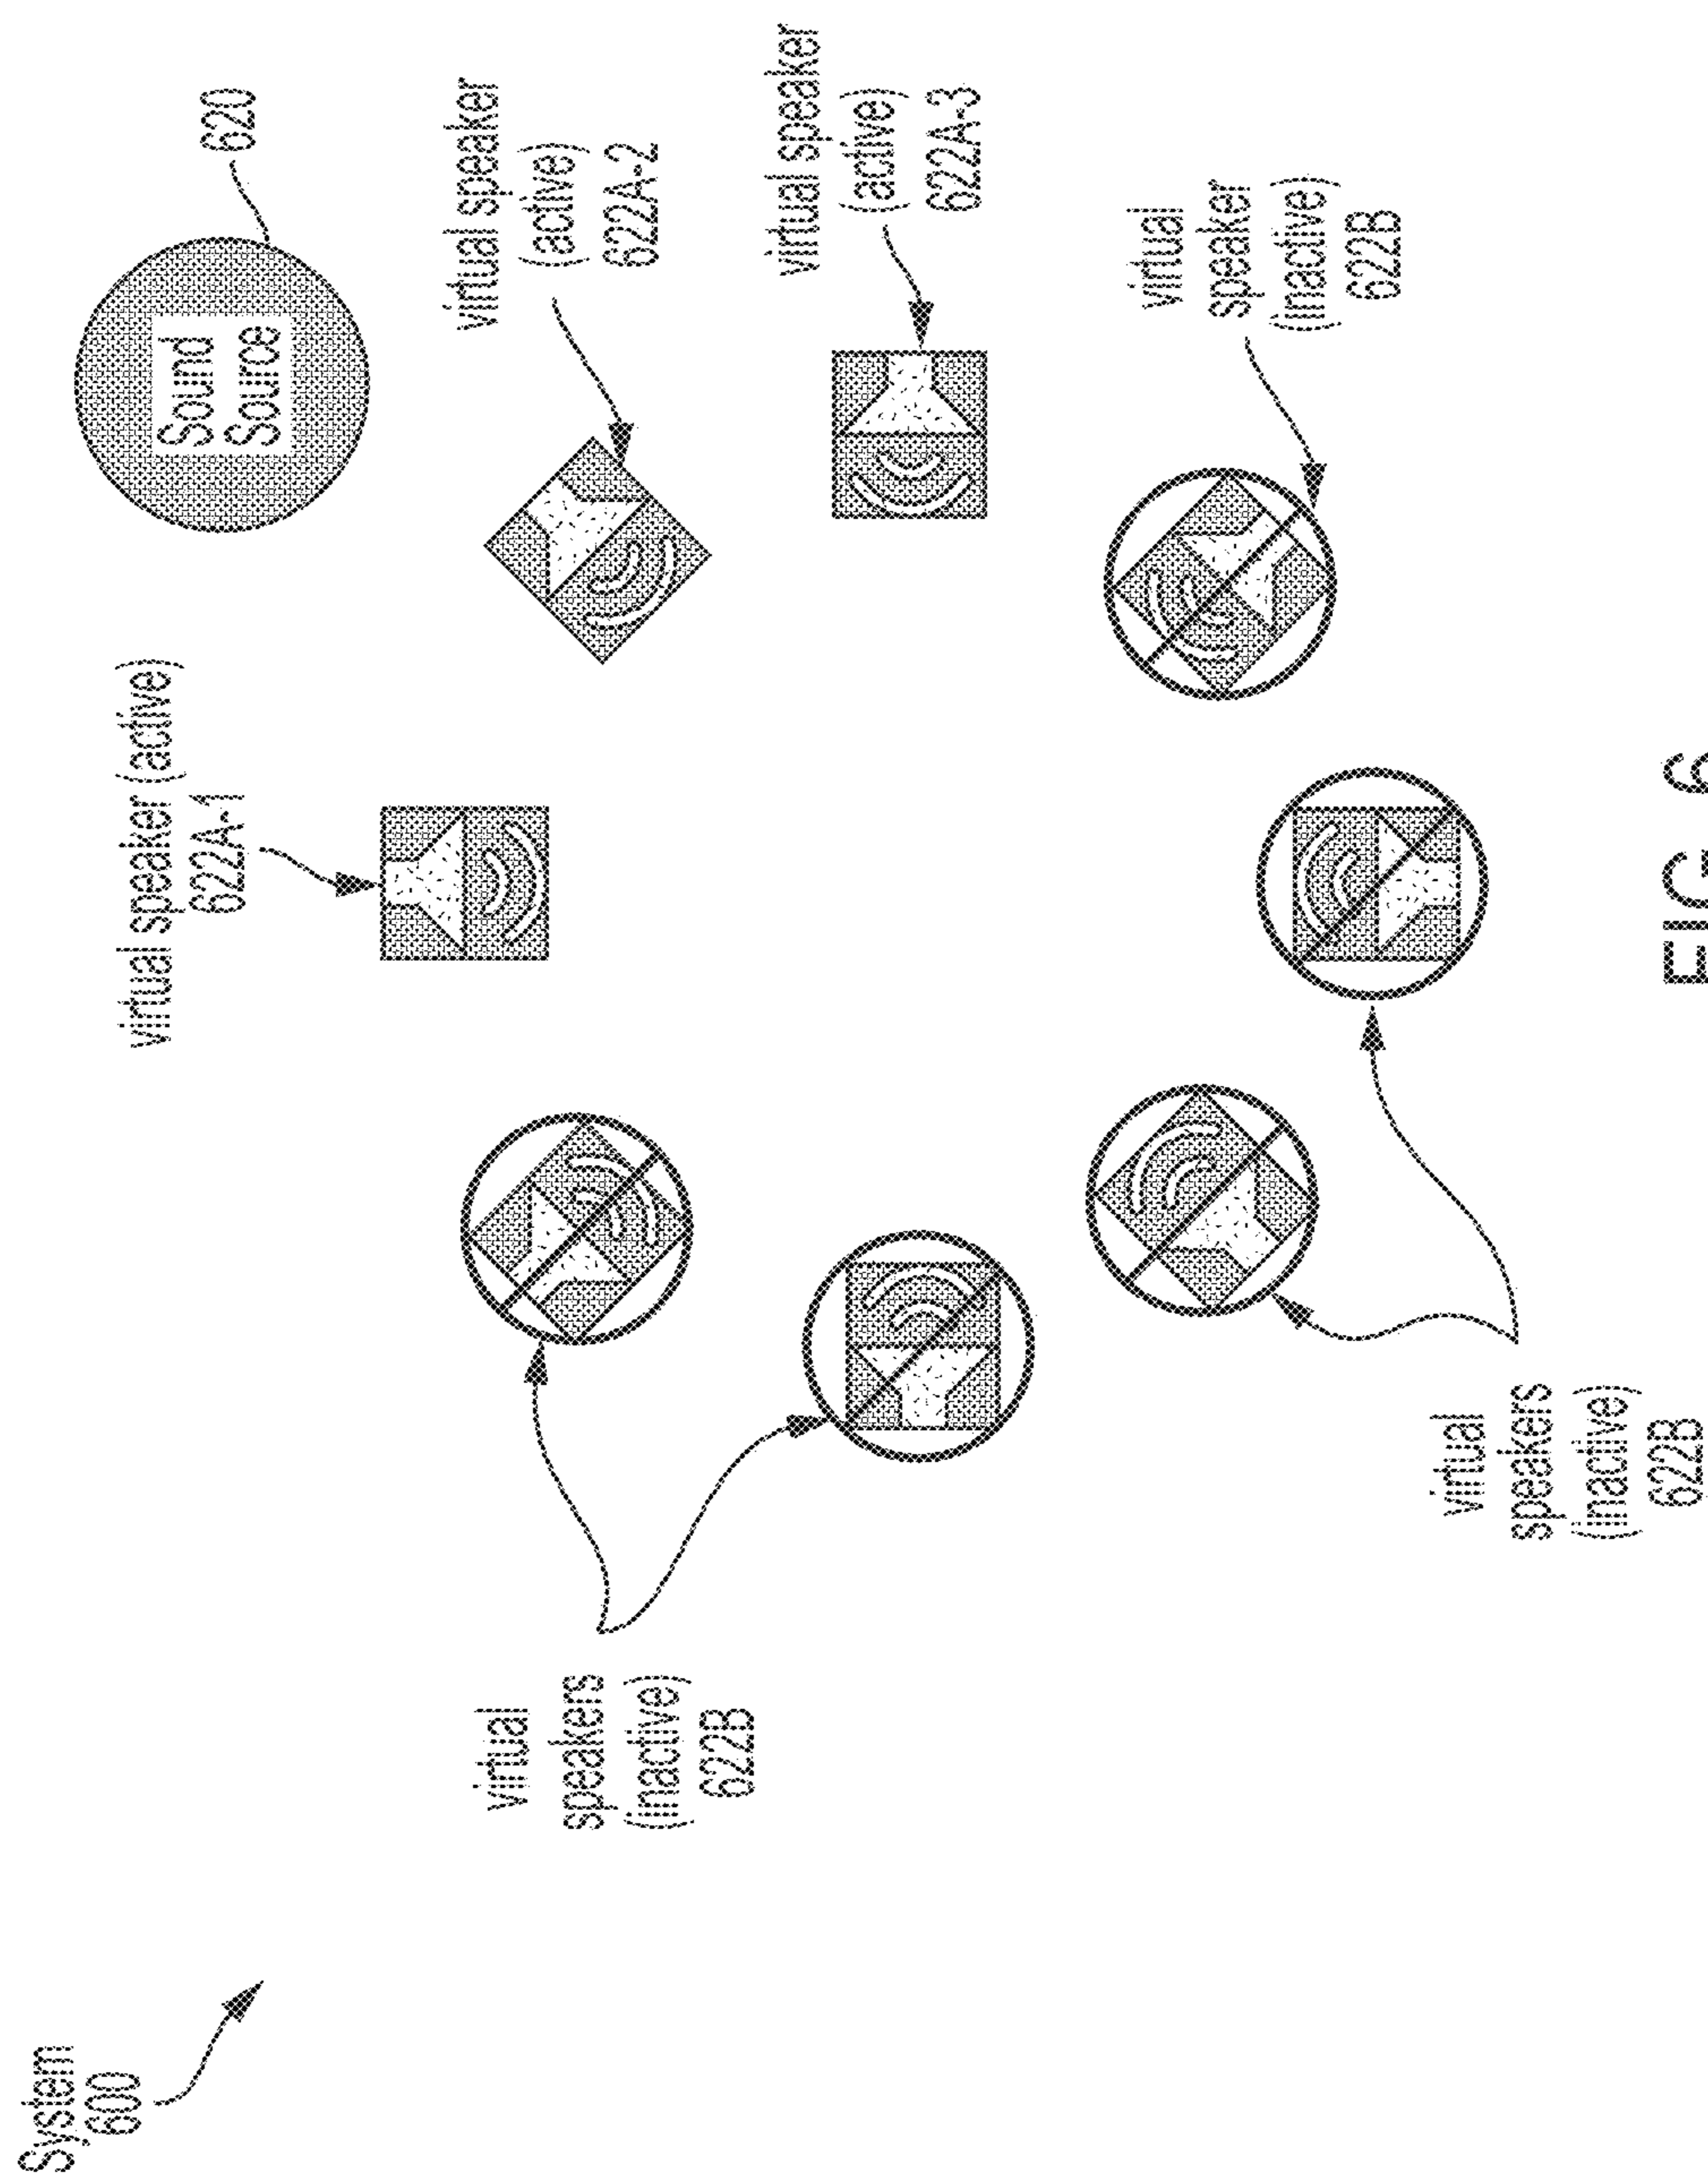 System
600
virtual speaker (active)
622A-1
Sound
Source
620
virtual speaker
(active)
622A-2
virtual speaker
(active)
622A-3
virtual
speakers
(inactive)
622B
virtual
speaker
(inactive)
622B
virtual
speakers
(inactive)
622B
FIG. 6